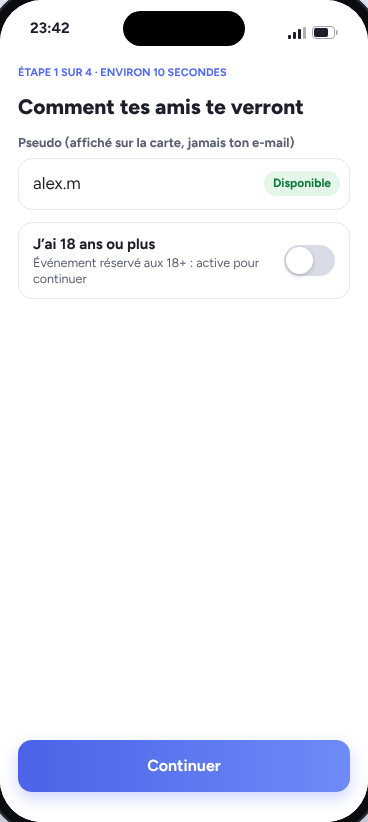 23:42
ÉTAPE 1 SUR 4 · ENVIRON 10 SECONDES
Comment tes amis te verront
Pseudo (affiché sur la carte, jamais ton e-mail)
alex.m
Disponible
J’ai 18 ans ou plus
Événement réservé aux 18+ : active pour
continuer
Continuer